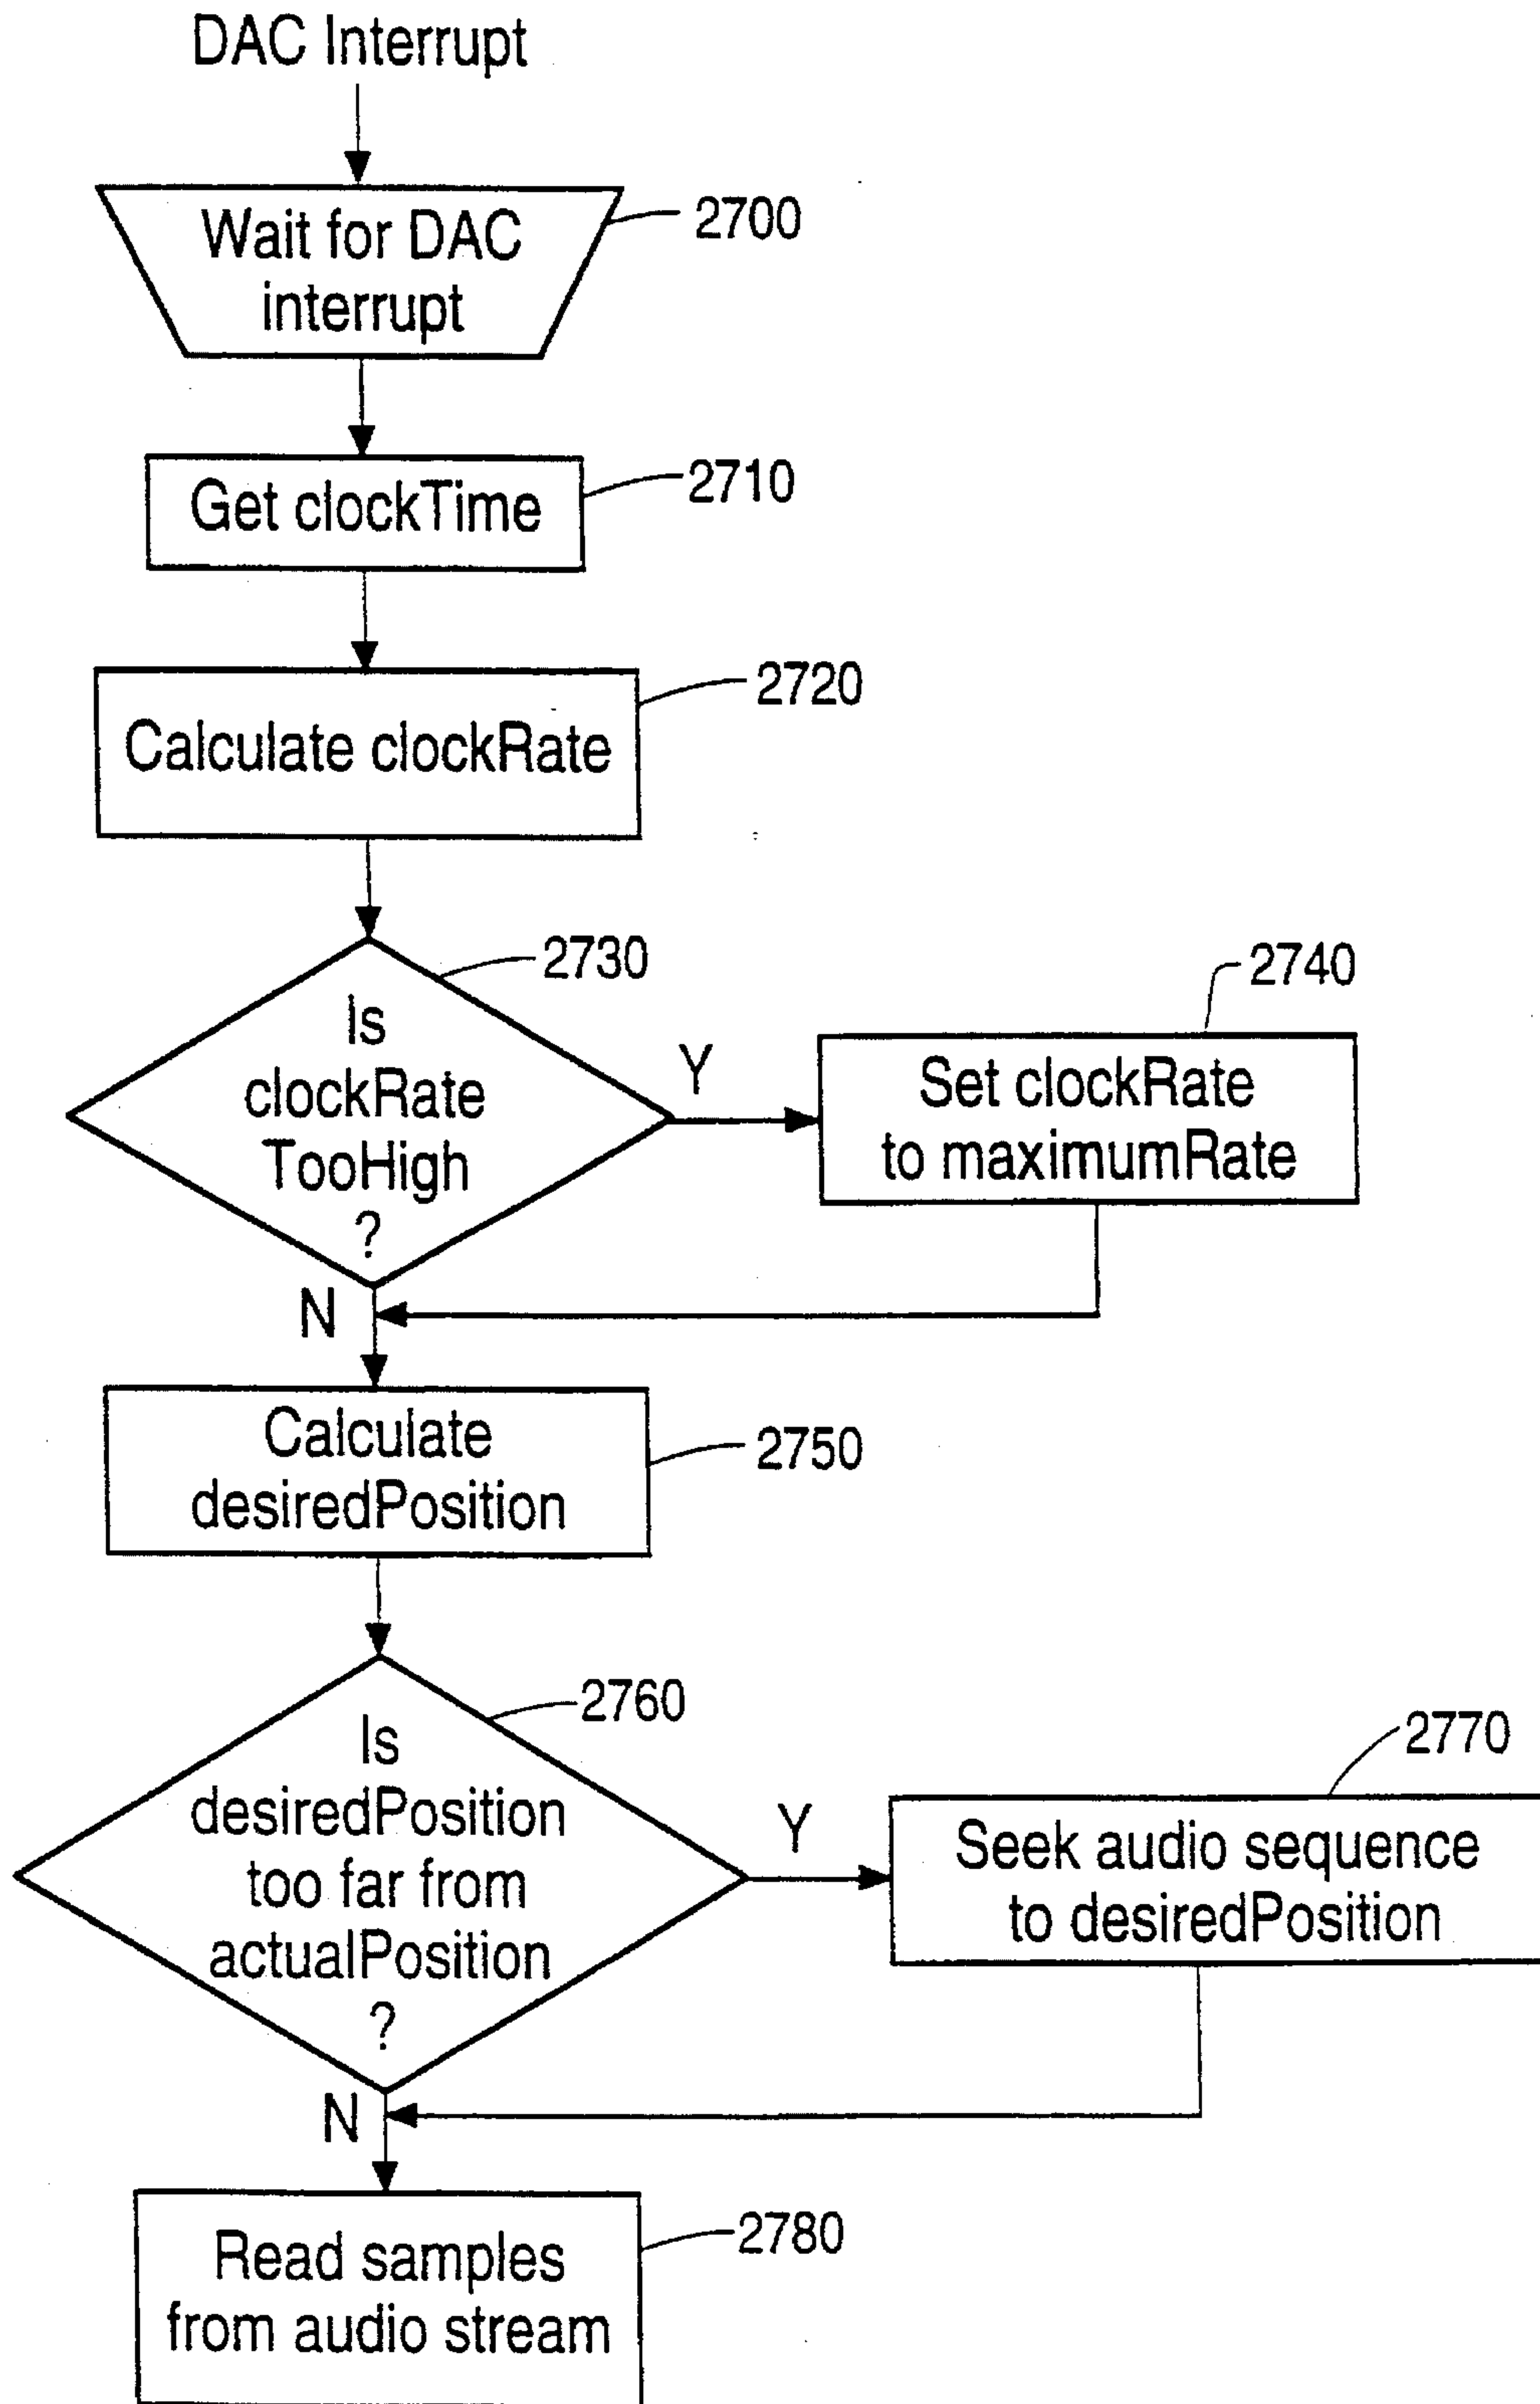 DAC Interrupt
Wait for DAC
interrupt
2700
Get clockTime
2710
Calculate clockRate
2720
Is
clockRate
TooHigh
?
2730
Y
N
Set clockRate
to maximumRate
2740
Calculate
desiredPosition
2750
Is
desiredPosition
too far from
actualPosition
?
2760
Y
N
Seek audio sequence
to desiredPosition
2770
Read samples
from audio stream
2780